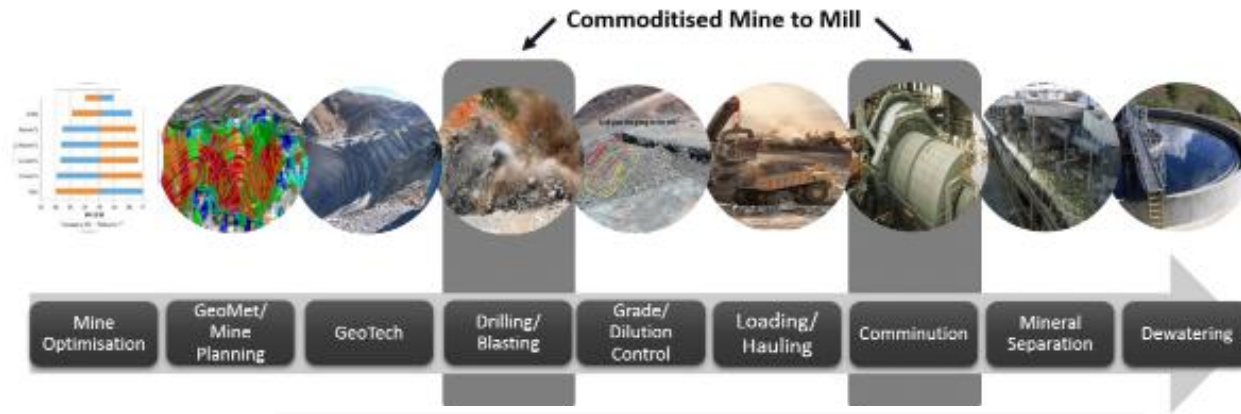 Commoditised Mine to Mill
Mine
Optimisation
GeoMet/
Mine
Planning
GeoTech
Drilling/
Blasting
Grade/
Dilution
Control
Loading/
Hauling
Comminution
Mineral
Separation
Dewatering